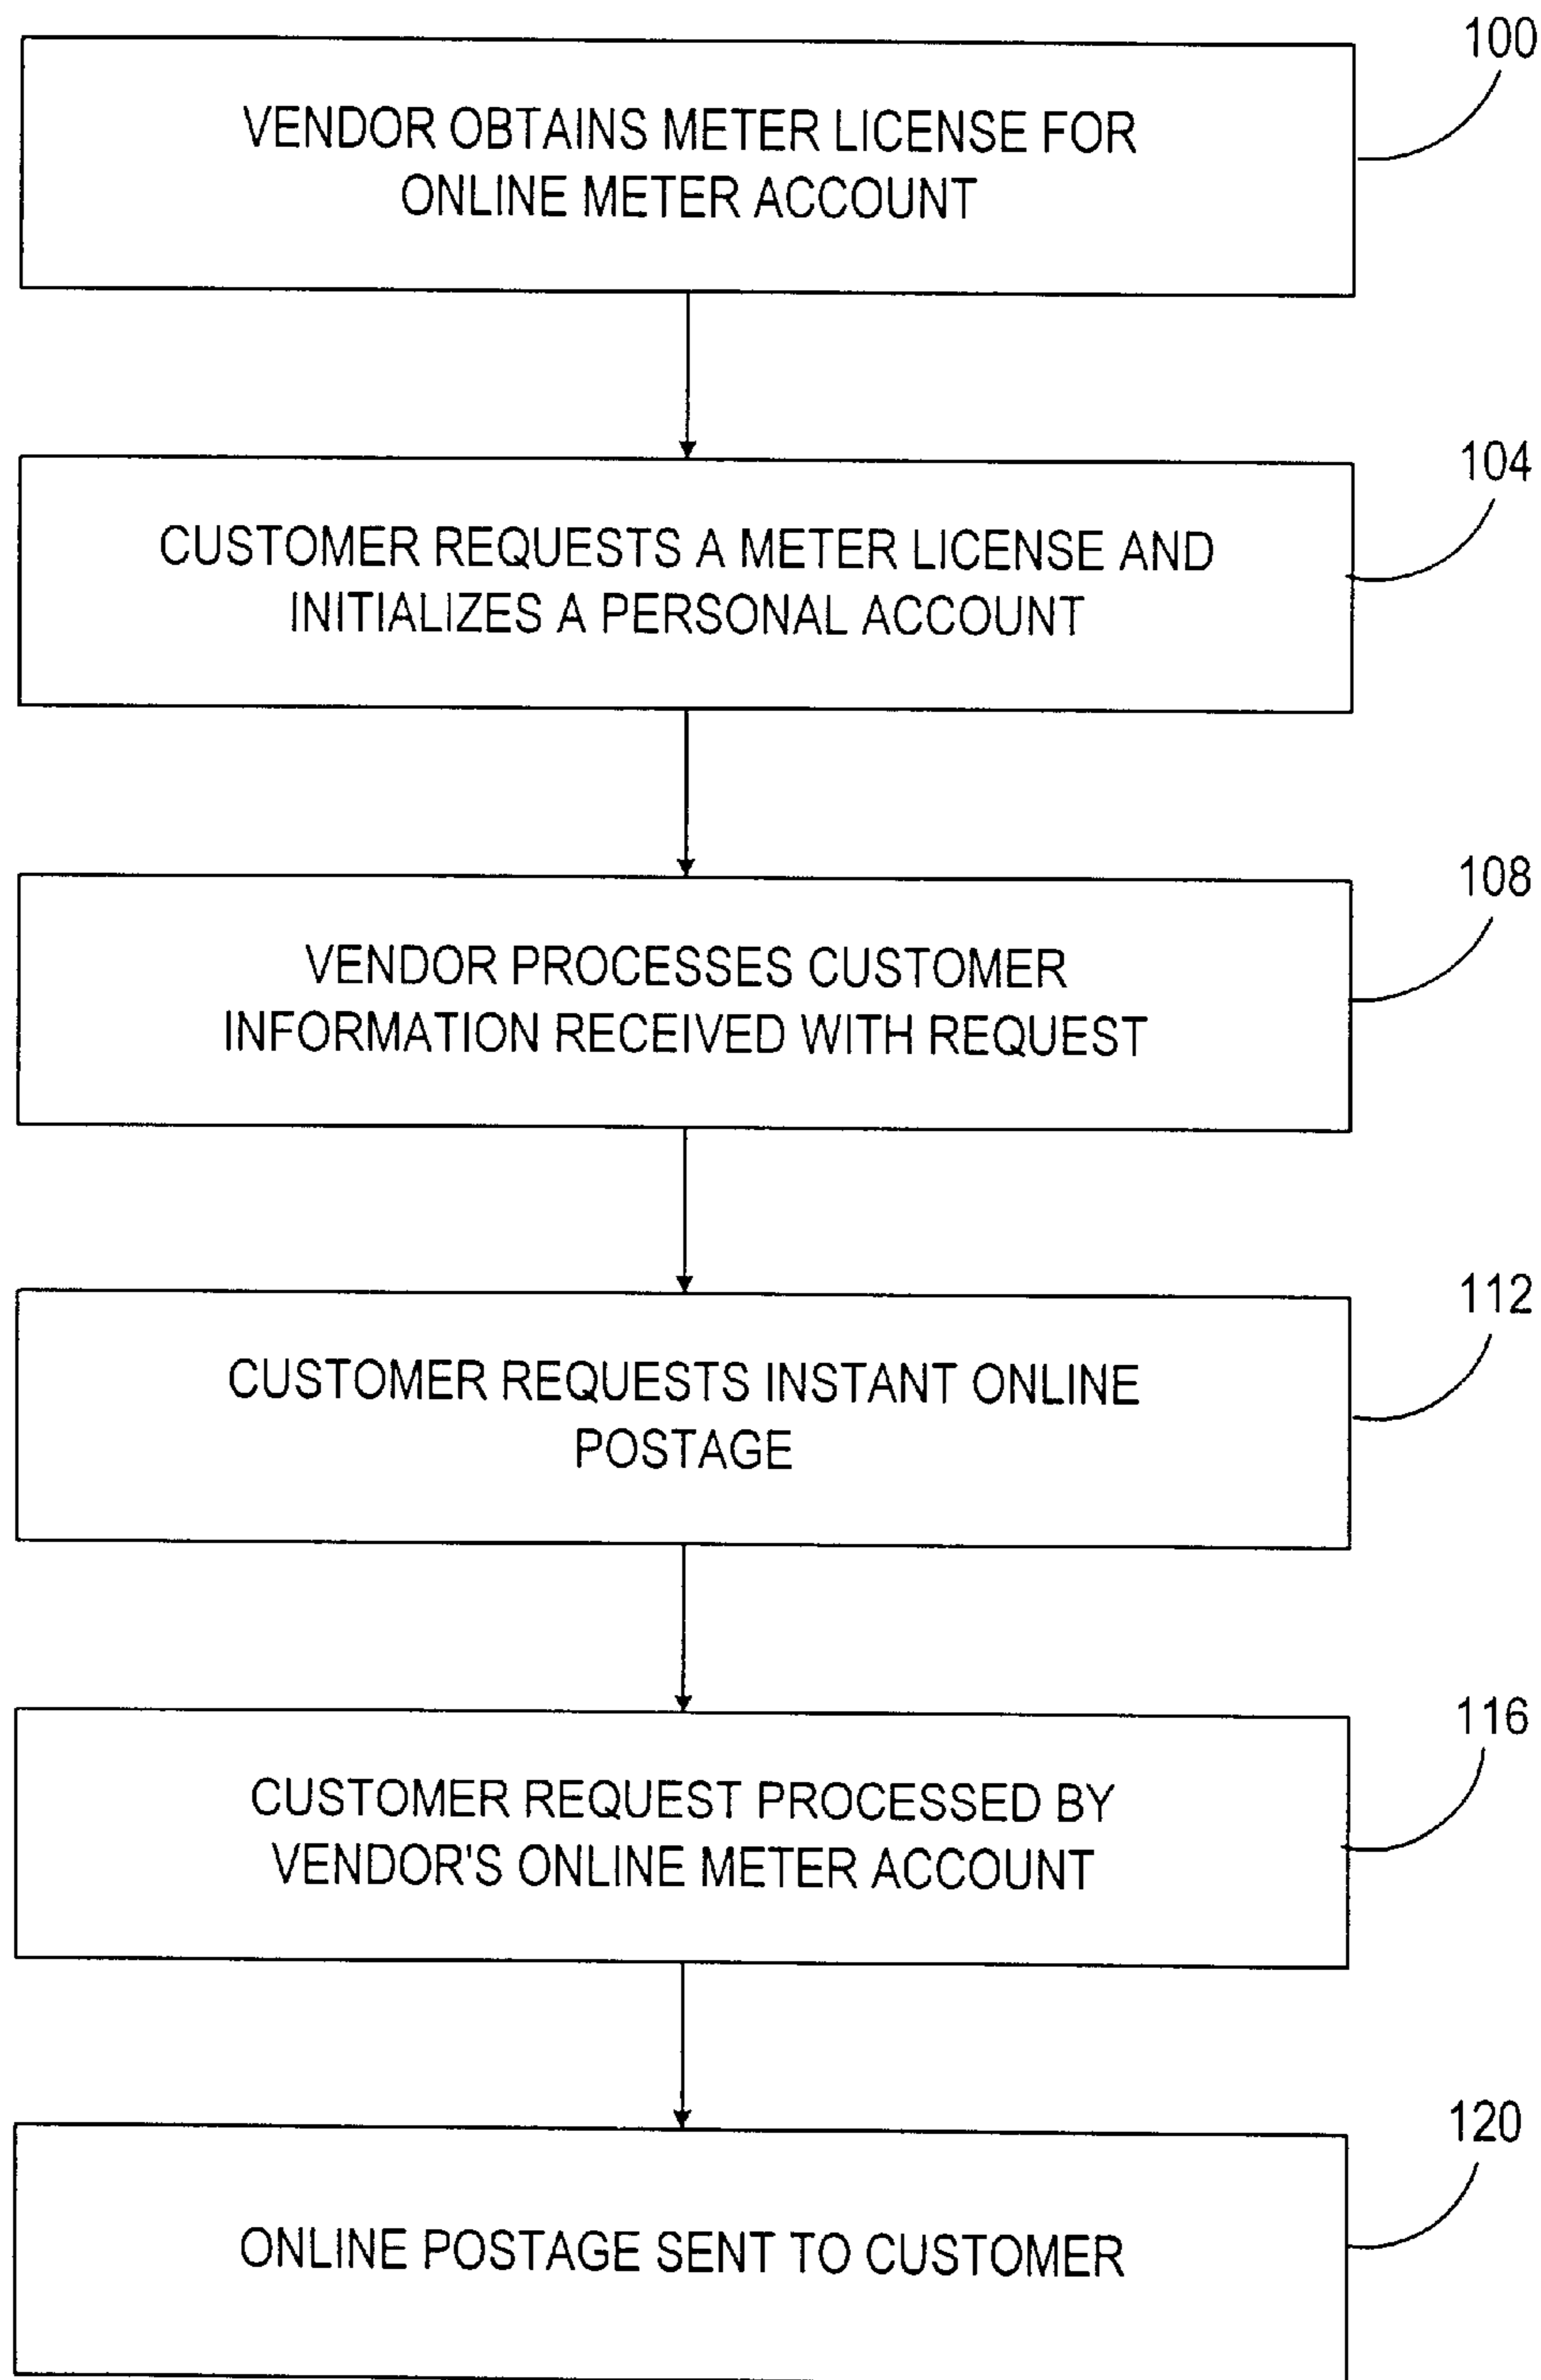 100
VENDOR OBTAINS METER LICENSE FOR
ONLINE METER ACCOUNT
104
CUSTOMER REQUESTS A METER LICENSE AND
INITIALIZES A PERSONAL ACCOUNT
108
VENDOR PROCESSES CUSTOMER
INFORMATION RECEIVED WITH REQUEST
112
CUSTOMER REQUESTS INSTANT ONLINE
POSTAGE
116
CUSTOMER REQUEST PROCESSED BY
VENDOR'S ONLINE METER ACCOUNT
120
ONLINE POSTAGE SENT TO CUSTOMER